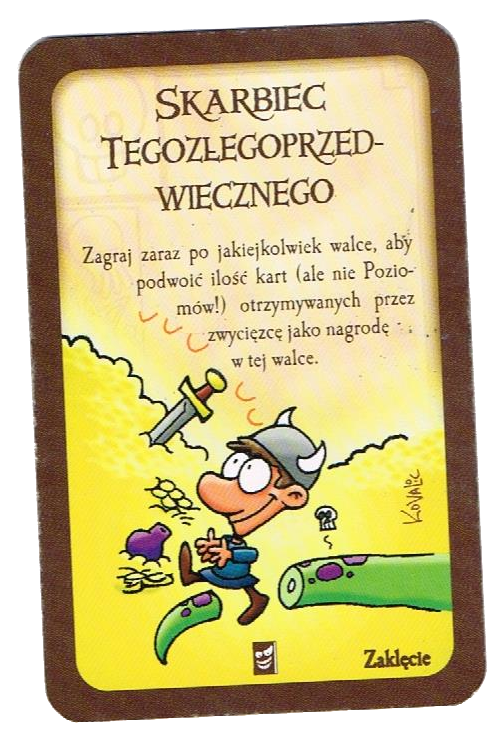 SKARBIEC
TEGOZŁEGOPRZED-
WIECZNEGO
Zagraj zaraz po jakiejkolwiek walce, aby
podwoić ilość kart (ale nie Pozio-
mów!) otrzymywanych przez
zwycięzcę jako nagrodę
w tej walce.
KOVALIC
Zaklęcie